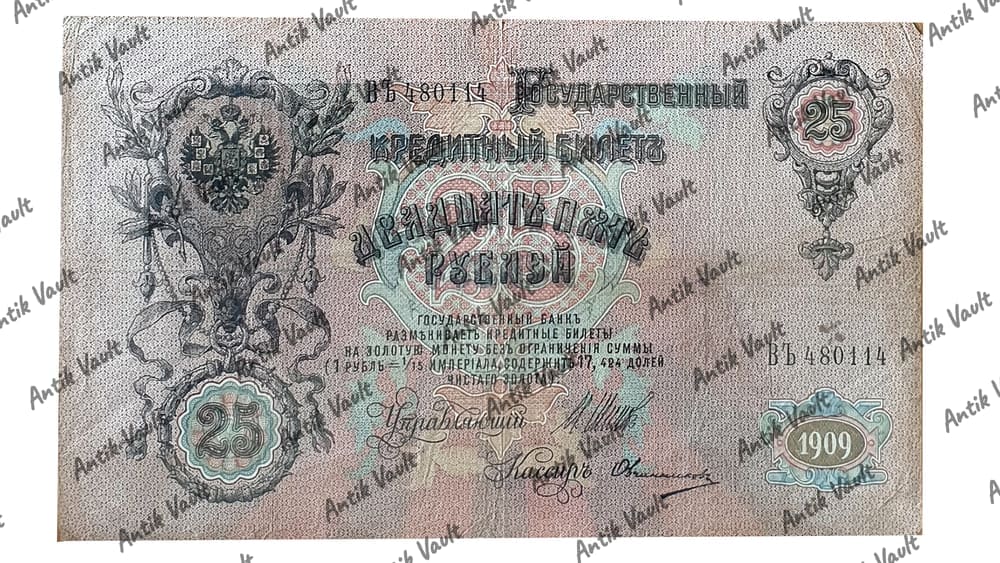 ВЪ 480114 Государственный
Кредитный Билетъ
Двадцать пять
рублей
25
25
25
ГОСУДАРСТВЕННЫЙ БАНКЪ
РАЗМѢНИВАЕТЪ КРЕДИТНЫЕ БИЛЕТЫ
НА ЗОЛОТУЮ МОНЕТУ БЕЗЪ ОГРАНИЧЕНІЯ СУММЫ
(1 РУБЛЬ = 1/15 ИМПЕРІАЛА, СОДЕРЖИТЪ 17,424 ДОЛЕЙ
ЧИСТАГО ЗОЛОТА).
ВЪ 480114
Управляющій
Кассиръ
25
1909
Antik Vault